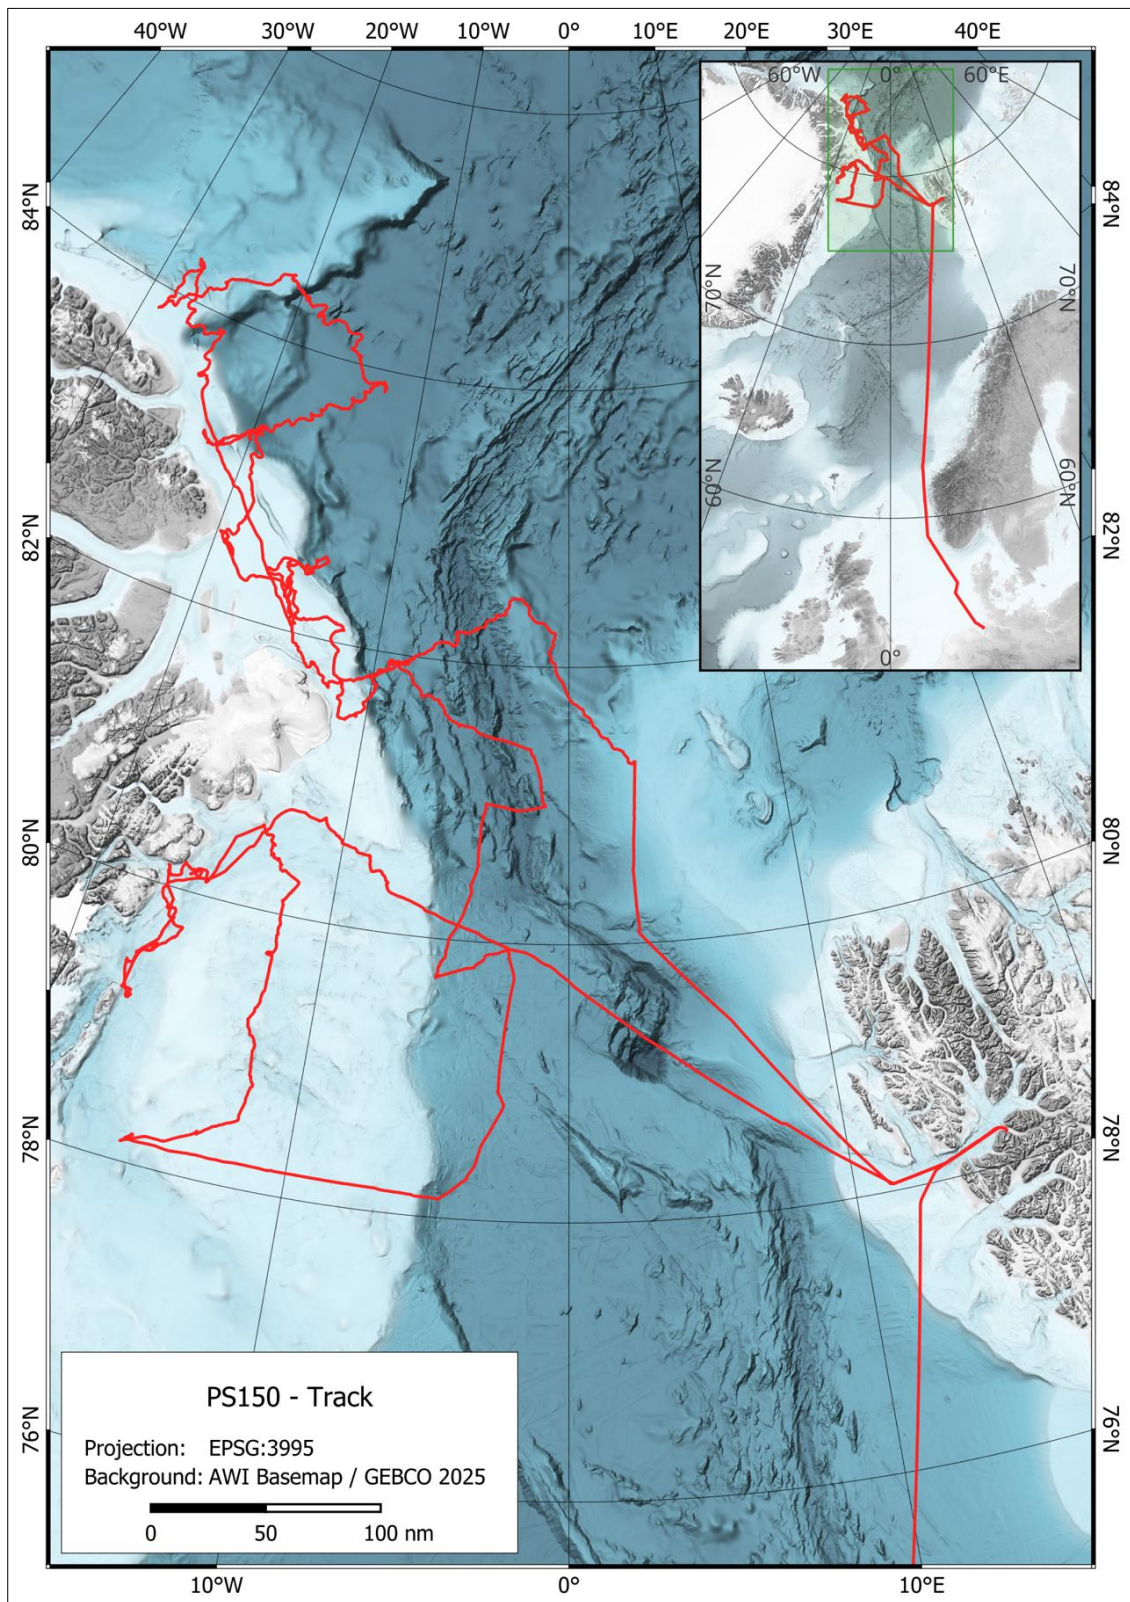 40°W 30°W 20°W 10°W 0° 10°E 20°E 30°E 40°E
60°W 0° 60°E
84°N
84°N
70°N
70°N
60°N
60°N
0°
82°N
82°N
80°N
80°N
78°N
78°N
76°N
76°N
PS150 - Track
Projection: EPSG:3995
Background: AWI Basemap / GEBCO 2025
0 50 100 nm
10°W 0° 10°E